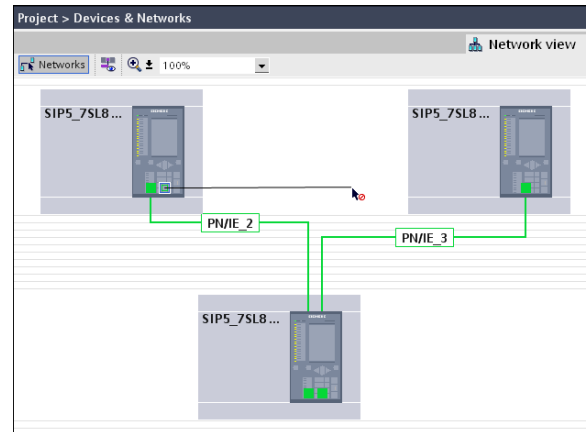 Project > Devices & Networks
Network view
Networks
100%
SIP5_7SL8...
SIP5_7SL8...
PN/IE_2
PN/IE_3
SIP5_7SL8...